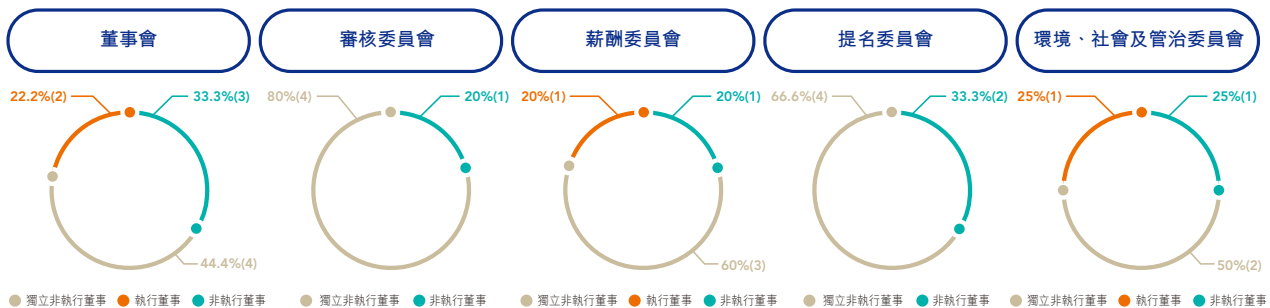 董事會
22.2%(2)
33.3%(3)
44.4%(4)
獨立非執行董事 執行董事 非執行董事
審核委員會
80%(4)
20%(1)
獨立非執行董事 非執行董事
薪酬委員會
20%(1)
20%(1)
60%(3)
獨立非執行董事 執行董事 非執行董事
提名委員會
66.6%(4)
33.3%(2)
獨立非執行董事 非執行董事
環境、社會及管治委員會
25%(1)
25%(1)
50%(2)
獨立非執行董事 執行董事 非執行董事